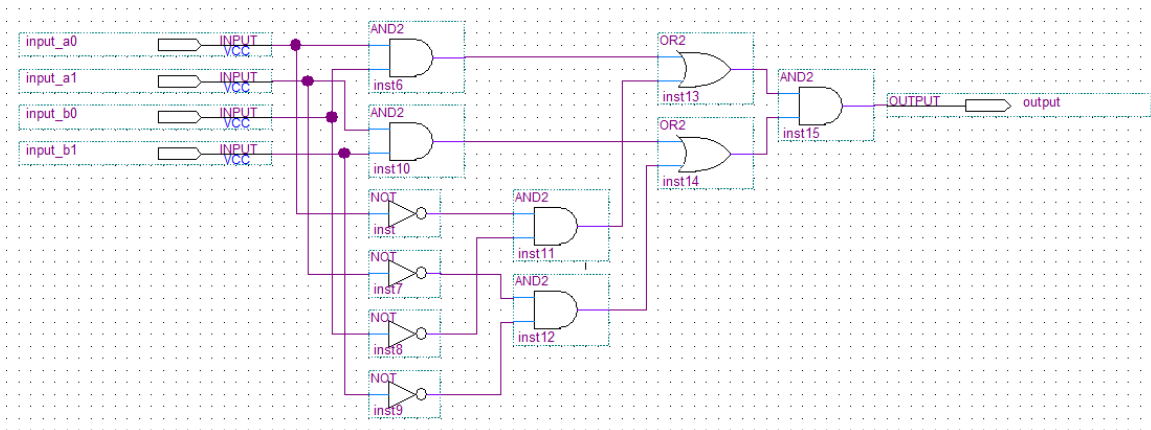 input_a0
INPUT
VCC
input_a1
INPUT
VCC
input_b0
INPUT
VCC
input_b1
INPUT
VCC
AND2
inst6
AND2
inst10
NOT
inst
NOT
inst7
NOT
inst8
NOT
inst9
AND2
inst11
AND2
inst12
OR2
inst13
OR2
inst14
AND2
inst15
OUTPUT
output